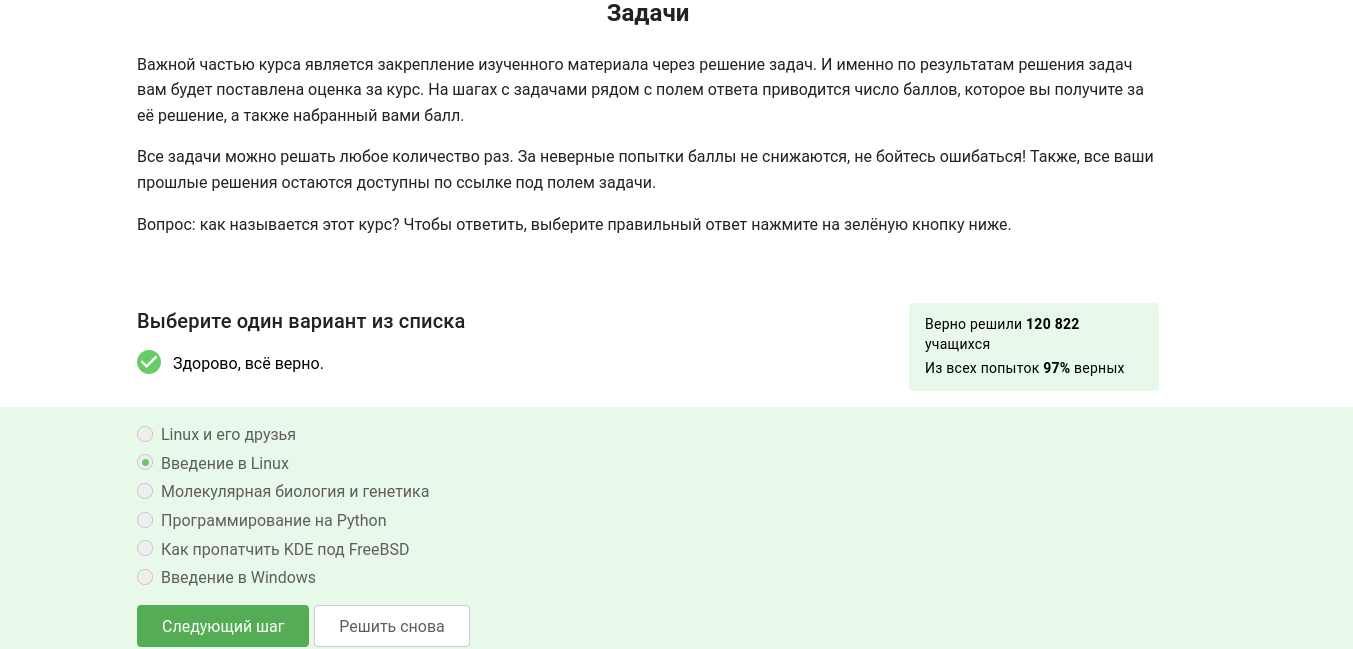 Задачи
Важной частью курса является закрепление изученного материала через решение задач. И именно по результатам решения задач
вам будет поставлена оценка за курс. На шагах с задачами рядом с полем ответа приводится число баллов, которое вы получите за
её решение, а также набранный вами балл.
Все задачи можно решать любое количество раз. За неверные попытки баллы не снижаются, не бойтесь ошибаться! Также, все ваши
прошлые решения остаются доступны по ссылке под полем задачи.
Вопрос: как называется этот курс? Чтобы ответить, выберите правильный ответ нажмите на зелёную кнопку ниже.
Выберите один вариант из списка
Здорово, всё верно.
Верно решили 120 822
учащихся
Из всех попыток 97% верных
Linux и его друзья
Введение в Linux
Молекулярная биология и генетика
Программирование на Python
Как пропатчить KDE под FreeBSD
Введение в Windows
Следующий шаг
Решить снова